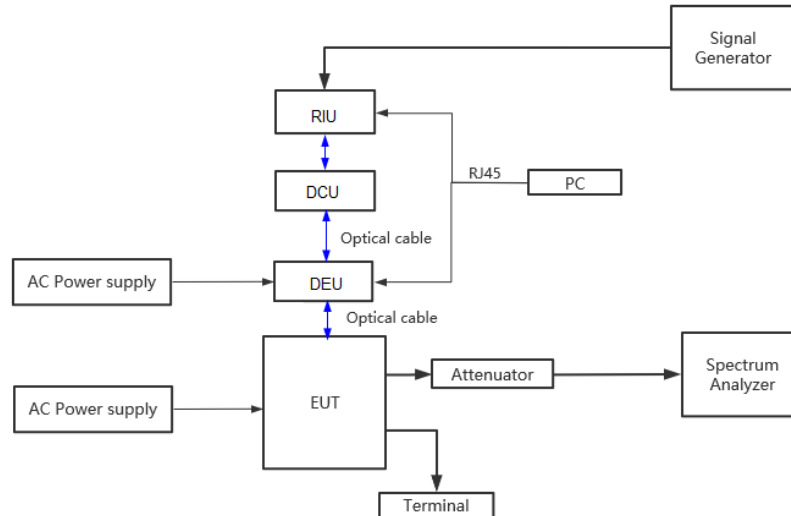 Signal
Generator
RIU
RJ45
PC
DCU
Optical cable
AC Power supply
DEU
Optical cable
AC Power supply
EUT
Attenuator
Spectrum
Analyzer
Terminal